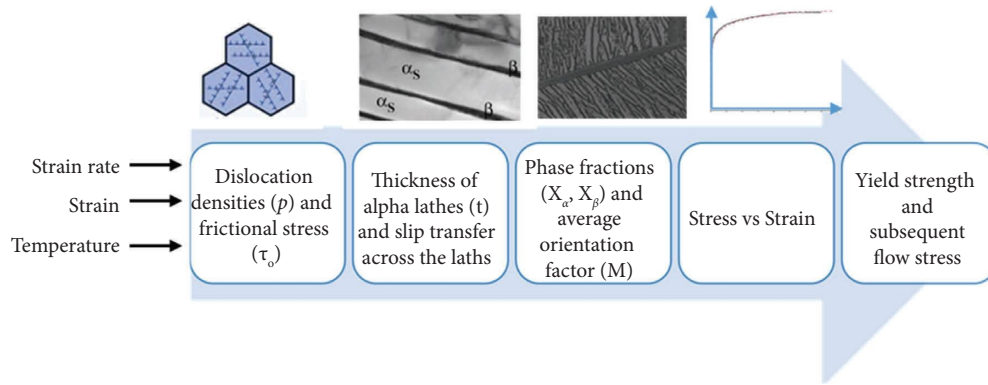 αs
β
αs
β
Strain rate
Strain
Temperature
Dislocation
densities (p) and
frictional stress
(τo)
Thickness of
alpha lathes (t)
and slip transfer
across the laths
Phase fractions
(Xα, Xβ) and
average
orientation
factor (M)
Stress vs Strain
Yield strength
and
subsequent
flow stress